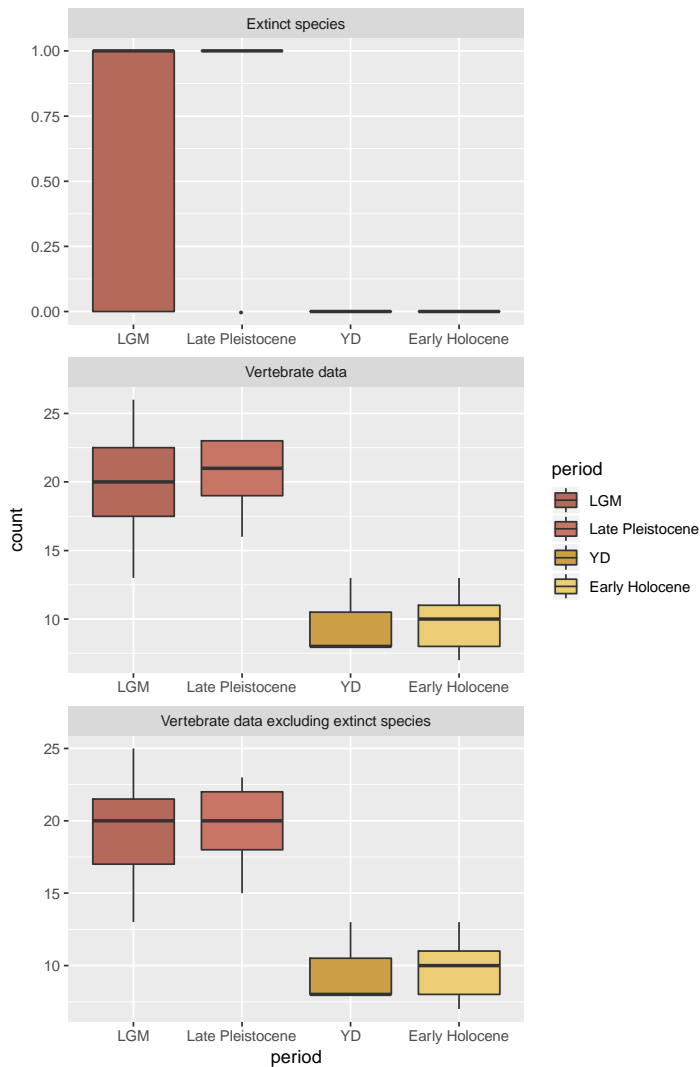 Extinct species
1.00
0.75
0.50
0.25
0.00
LGM Late Pleistocene YD Early Holocene
Vertebrate data
25
20
15
10
LGM Late Pleistocene YD Early Holocene
count
period
LGM
Late Pleistocene
YD
Early Holocene
Vertebrate data excluding extinct species
25
20
15
10
LGM Late Pleistocene YD Early Holocene
period